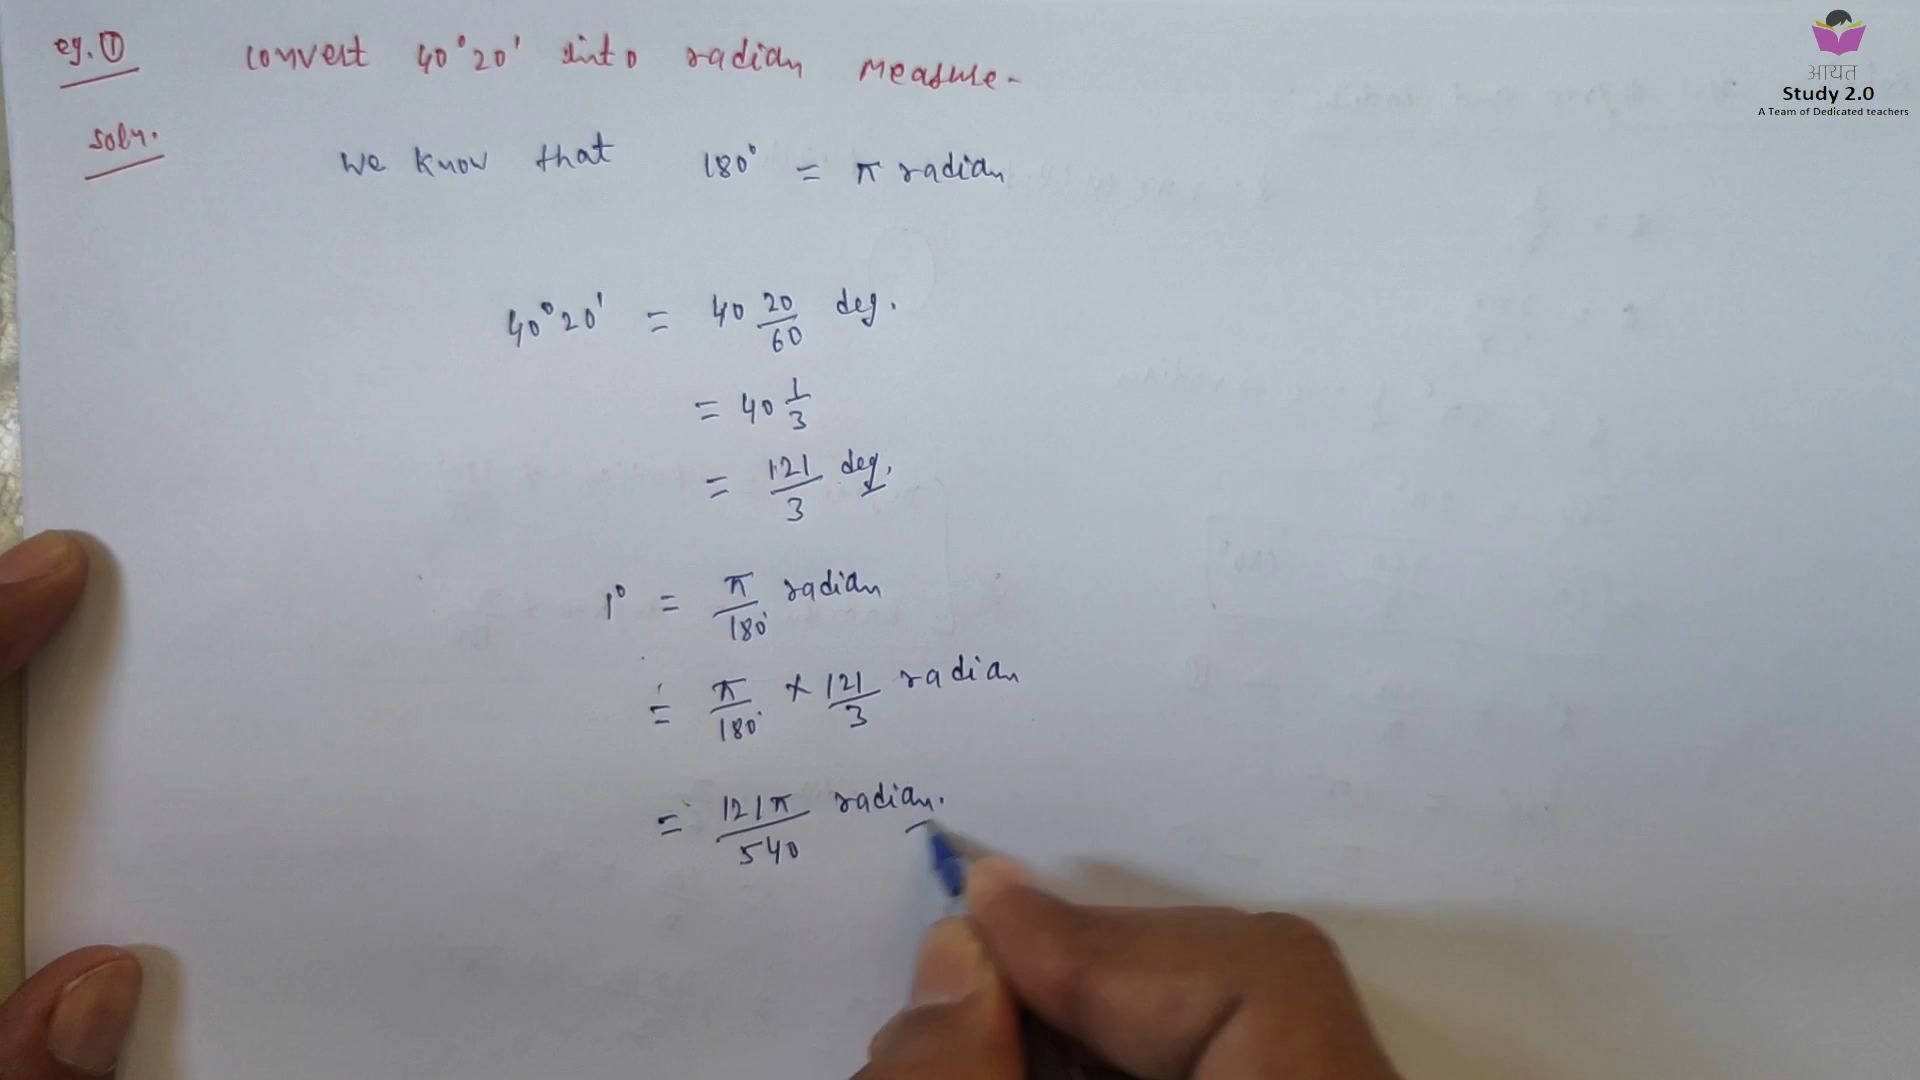 eg. ① convert 40°20' into radian measure.
soln.
We know that 180° = π radian
40°20' = 40 20/60 deg.
= 40 1/3
= 121/3 deg.
1° = π/180 radian
= π/180 × 121/3 radian
= 121π/540 radian.
आयत
Study 2.0
A Team of Dedicated teachers